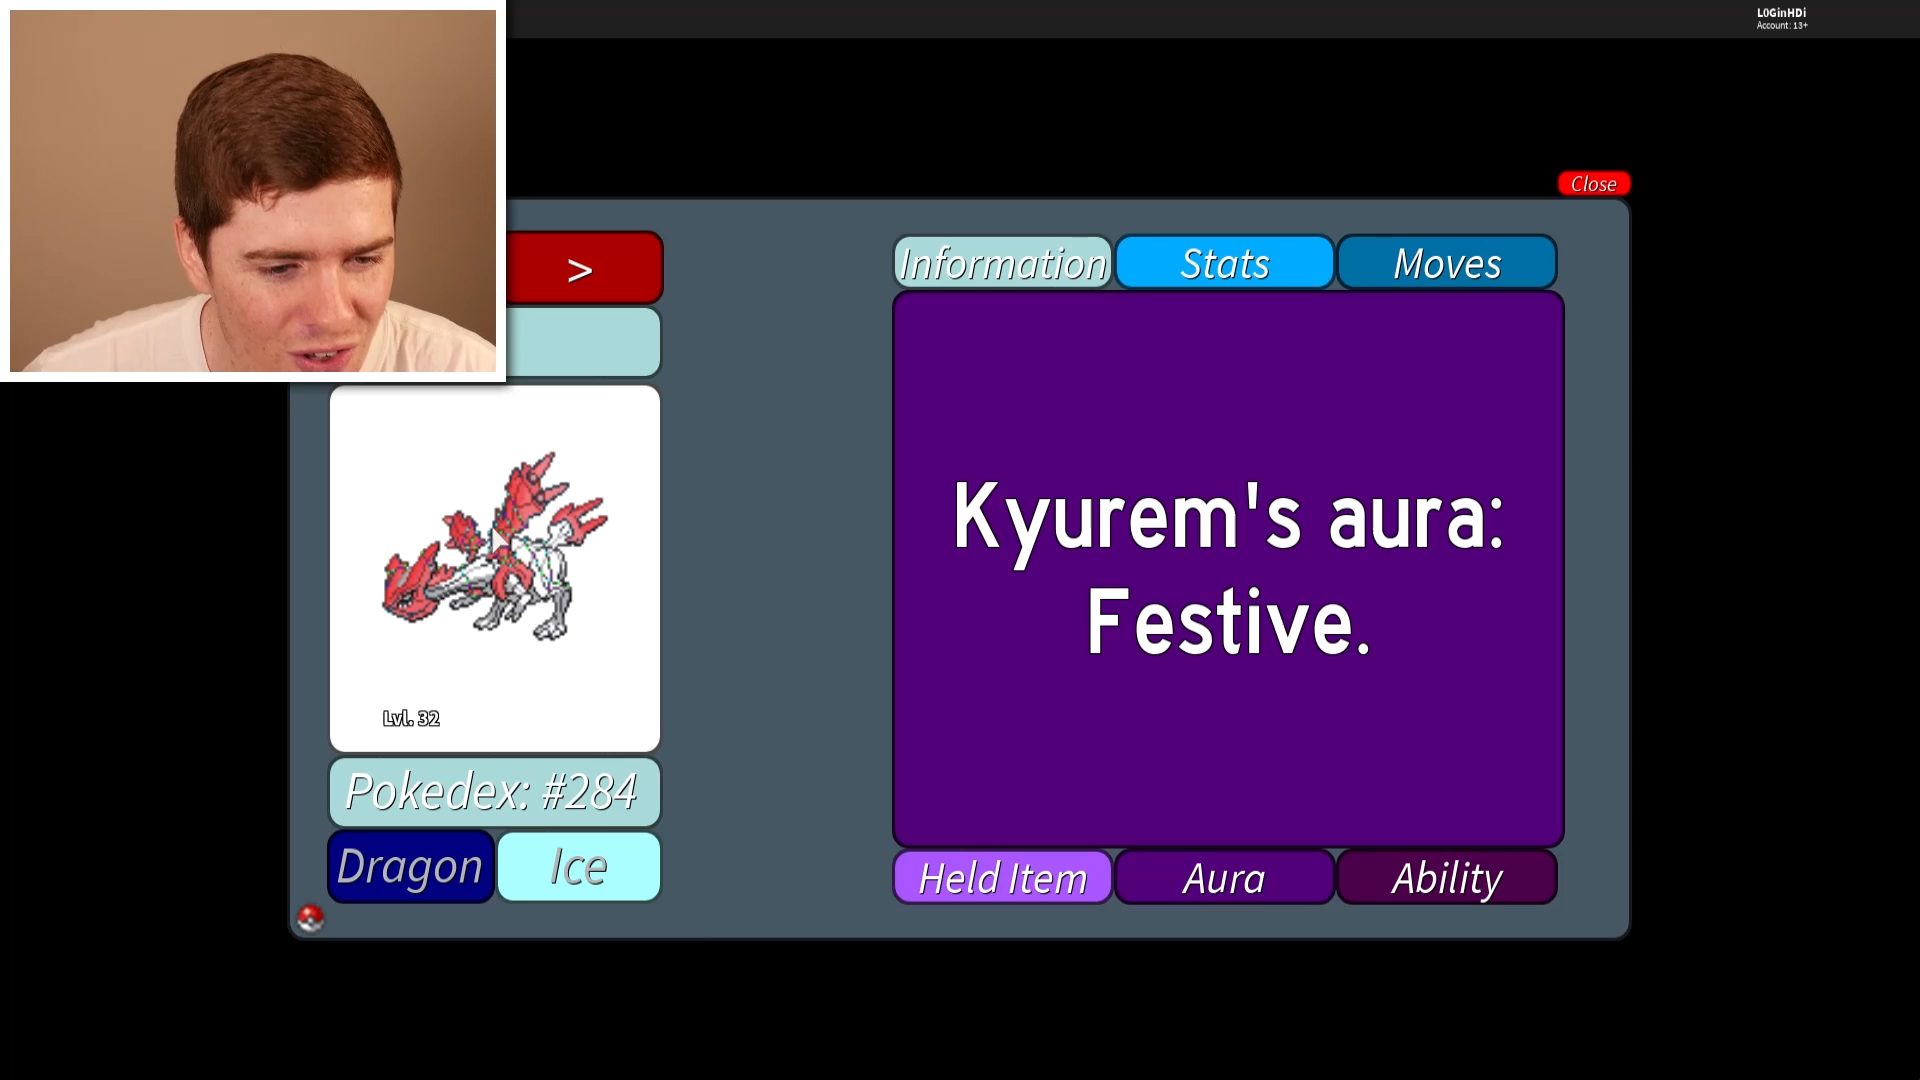 L0GinHDi
Account: 13+
Close
>
Information
Stats
Moves
Kyurem's aura:
Festive.
Lvl. 32
Pokedex: #284
Dragon
Ice
Held Item
Aura
Ability